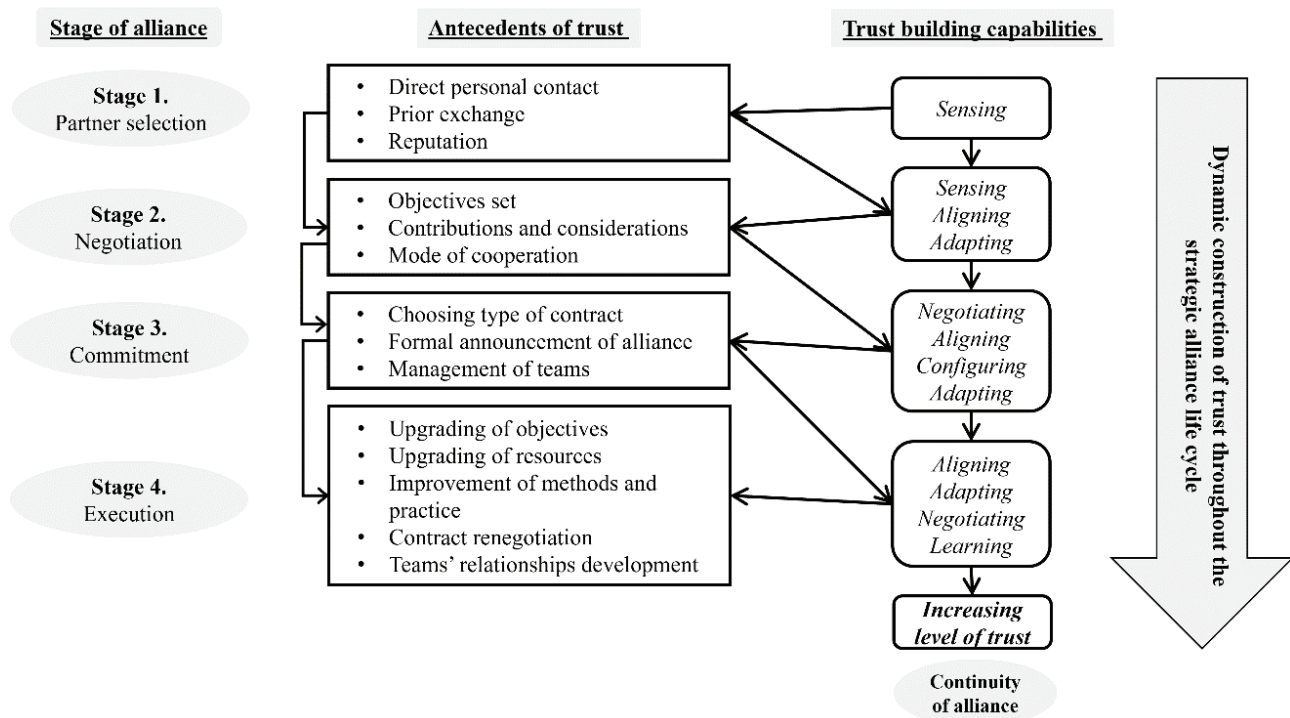 Stage of alliance
Antecedents of trust
Trust building capabilities
Stage 1.
Partner selection
• Direct personal contact
• Prior exchange
• Reputation
Sensing
Stage 2.
Negotiation
• Objectives set
• Contributions and considerations
• Mode of cooperation
Sensing
Aligning
Adapting
Stage 3.
Commitment
• Choosing type of contract
• Formal announcement of alliance
• Management of teams
Negotiating
Aligning
Configuring
Adapting
Stage 4.
Execution
• Upgrading of objectives
• Upgrading of resources
• Improvement of methods and
practice
• Contract renegotiation
• Teams' relationships development
Aligning
Adapting
Negotiating
Learning
Increasing
level of trust
Continuity
of alliance
Dynamic construction of trust throughout the
strategic alliance life cycle